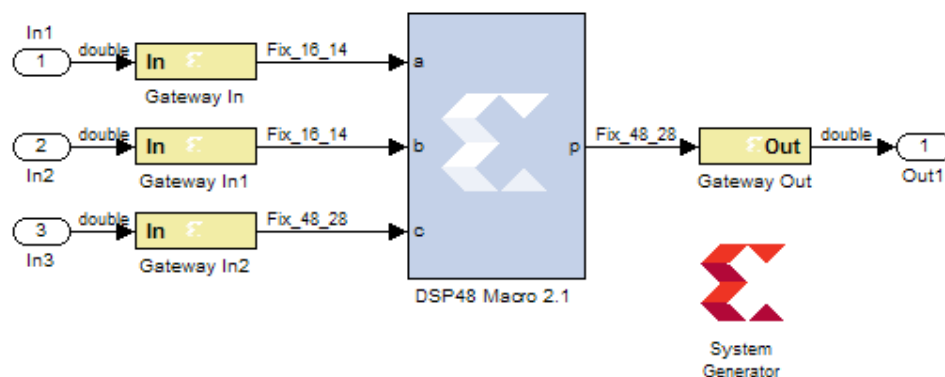 In1
1
double
In
Gateway In
Fix_16_14
a
2
In2
double
In
Gateway In1
Fix_16_14
b
3
In3
double
In
Gateway In2
Fix_48_28
c
p
DSP48 Macro 2.1
Fix_48_28
Out
Gateway Out
double
1
Out1
System
Generator